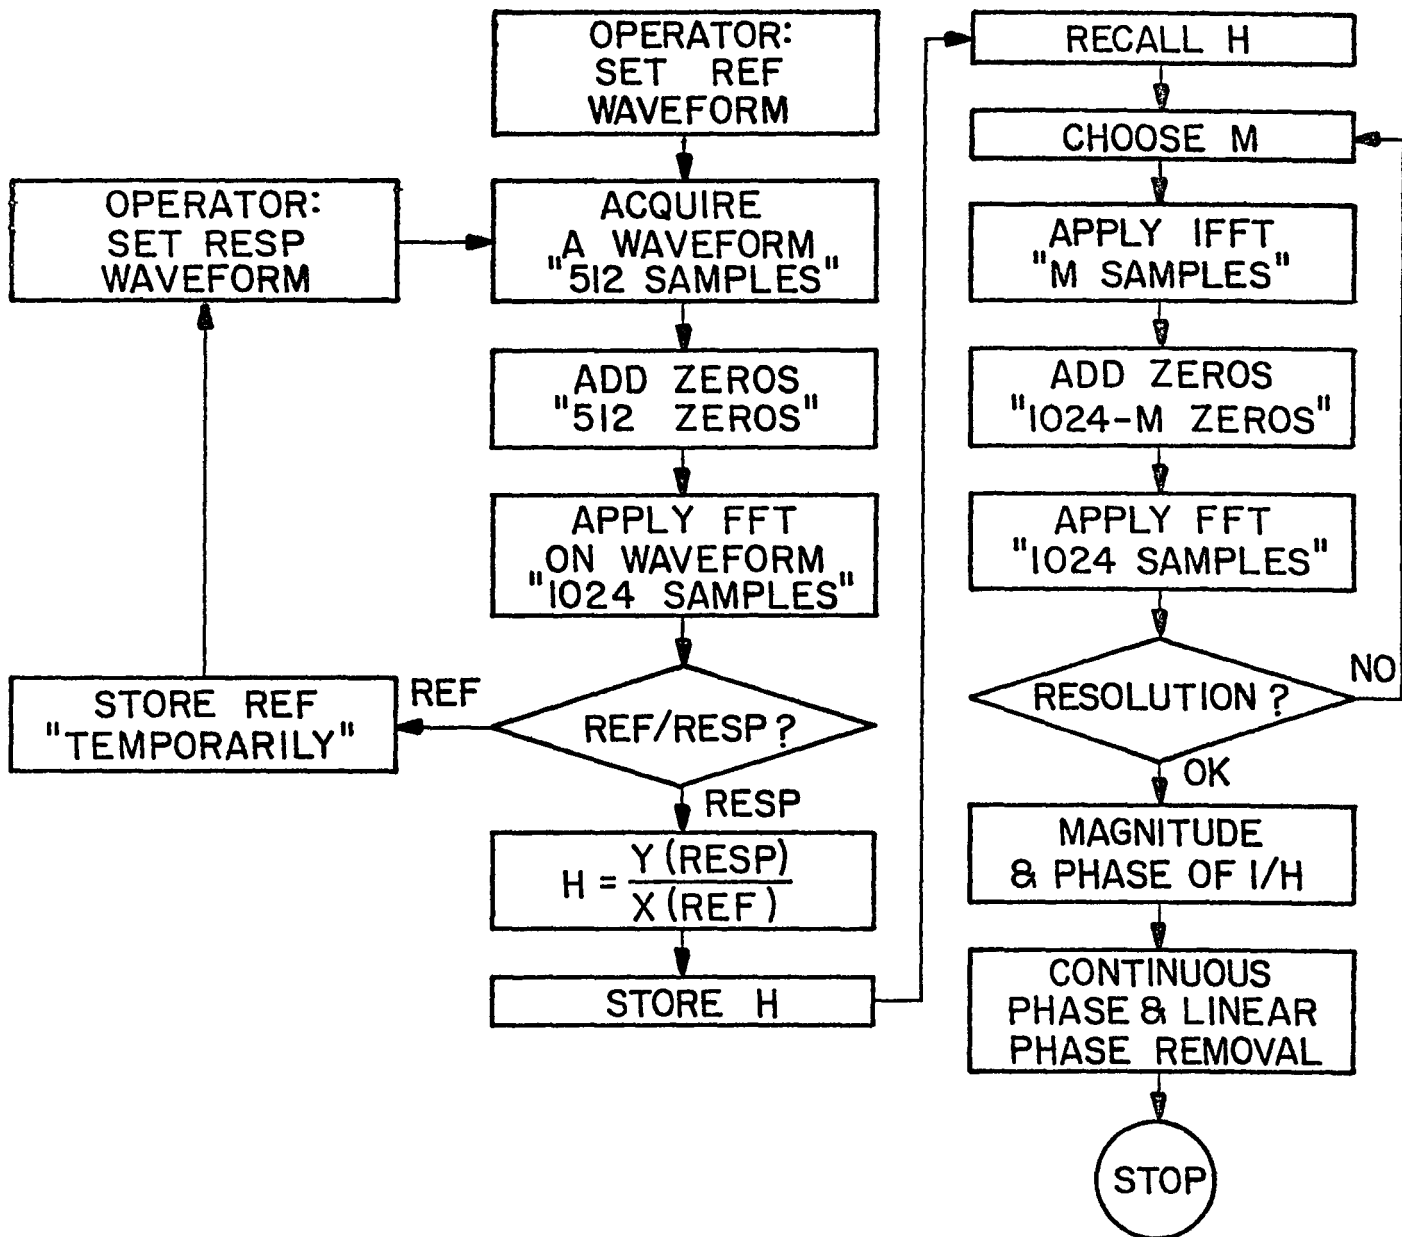 OPERATOR:
SET REF
WAVEFORM
OPERATOR:
SET RESP
WAVEFORM
ACQUIRE
A WAVEFORM
"512 SAMPLES"
ADD ZEROS
"512 ZEROS"
APPLY FFT
ON WAVEFORM
"1024 SAMPLES"
REF/RESP?
REF
STORE REF
"TEMPORARILY"
RESP
H = Y(RESP)
X(REF)
STORE H
RECALL H
CHOOSE M
APPLY IFFT
"M SAMPLES"
ADD ZEROS
"1024-M ZEROS"
APPLY FFT
"1024 SAMPLES"
RESOLUTION?
NO
OK
MAGNITUDE
& PHASE OF 1/H
CONTINUOUS
PHASE & LINEAR
PHASE REMOVAL
STOP